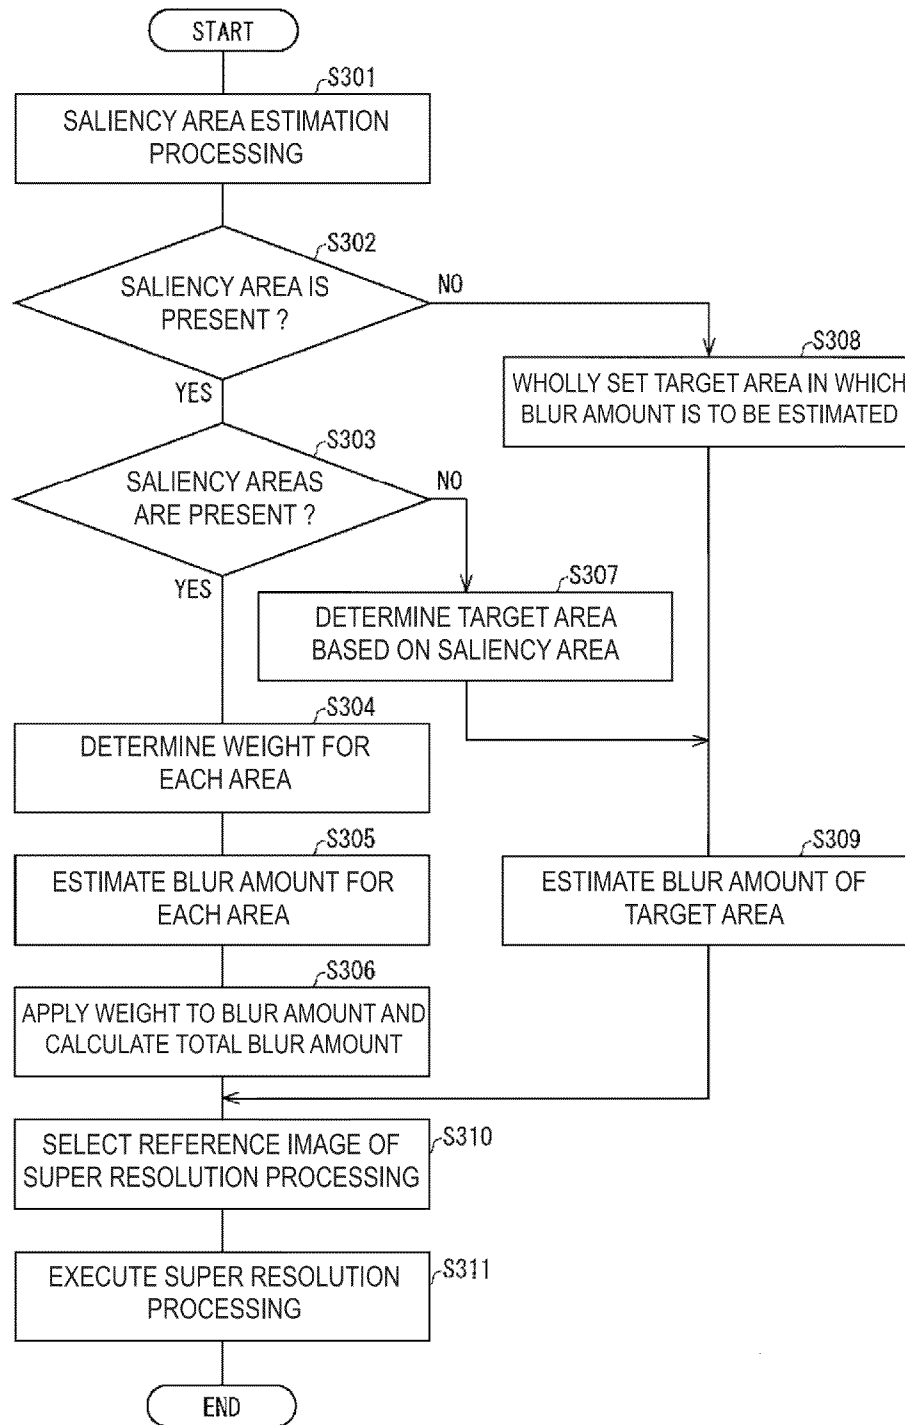 START
S301
SALIENCY AREA ESTIMATION
PROCESSING
S302
SALIENCY AREA IS
PRESENT ?
NO
YES
S308
WHOLLY SET TARGET AREA IN WHICH
BLUR AMOUNT IS TO BE ESTIMATED
S303
SALIENCY AREAS
ARE PRESENT ?
NO
YES
S307
DETERMINE TARGET AREA
BASED ON SALIENCY AREA
S304
DETERMINE WEIGHT FOR
EACH AREA
S305
ESTIMATE BLUR AMOUNT FOR
EACH AREA
S309
ESTIMATE BLUR AMOUNT OF
TARGET AREA
S306
APPLY WEIGHT TO BLUR AMOUNT AND
CALCULATE TOTAL BLUR AMOUNT
S310
SELECT REFERENCE IMAGE OF
SUPER RESOLUTION PROCESSING
S311
EXECUTE SUPER RESOLUTION
PROCESSING
END